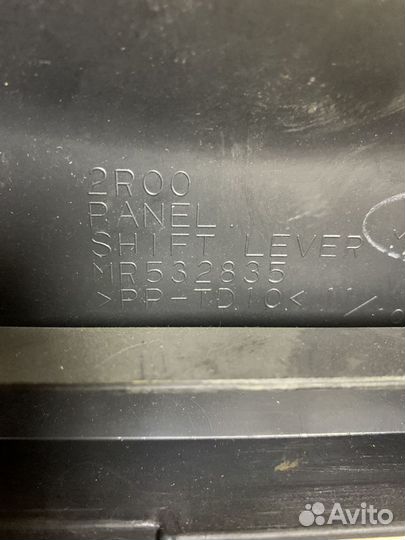 2R00
PANEL
SHIFT LEVER
MR532835
>PP-TD10<
Avito